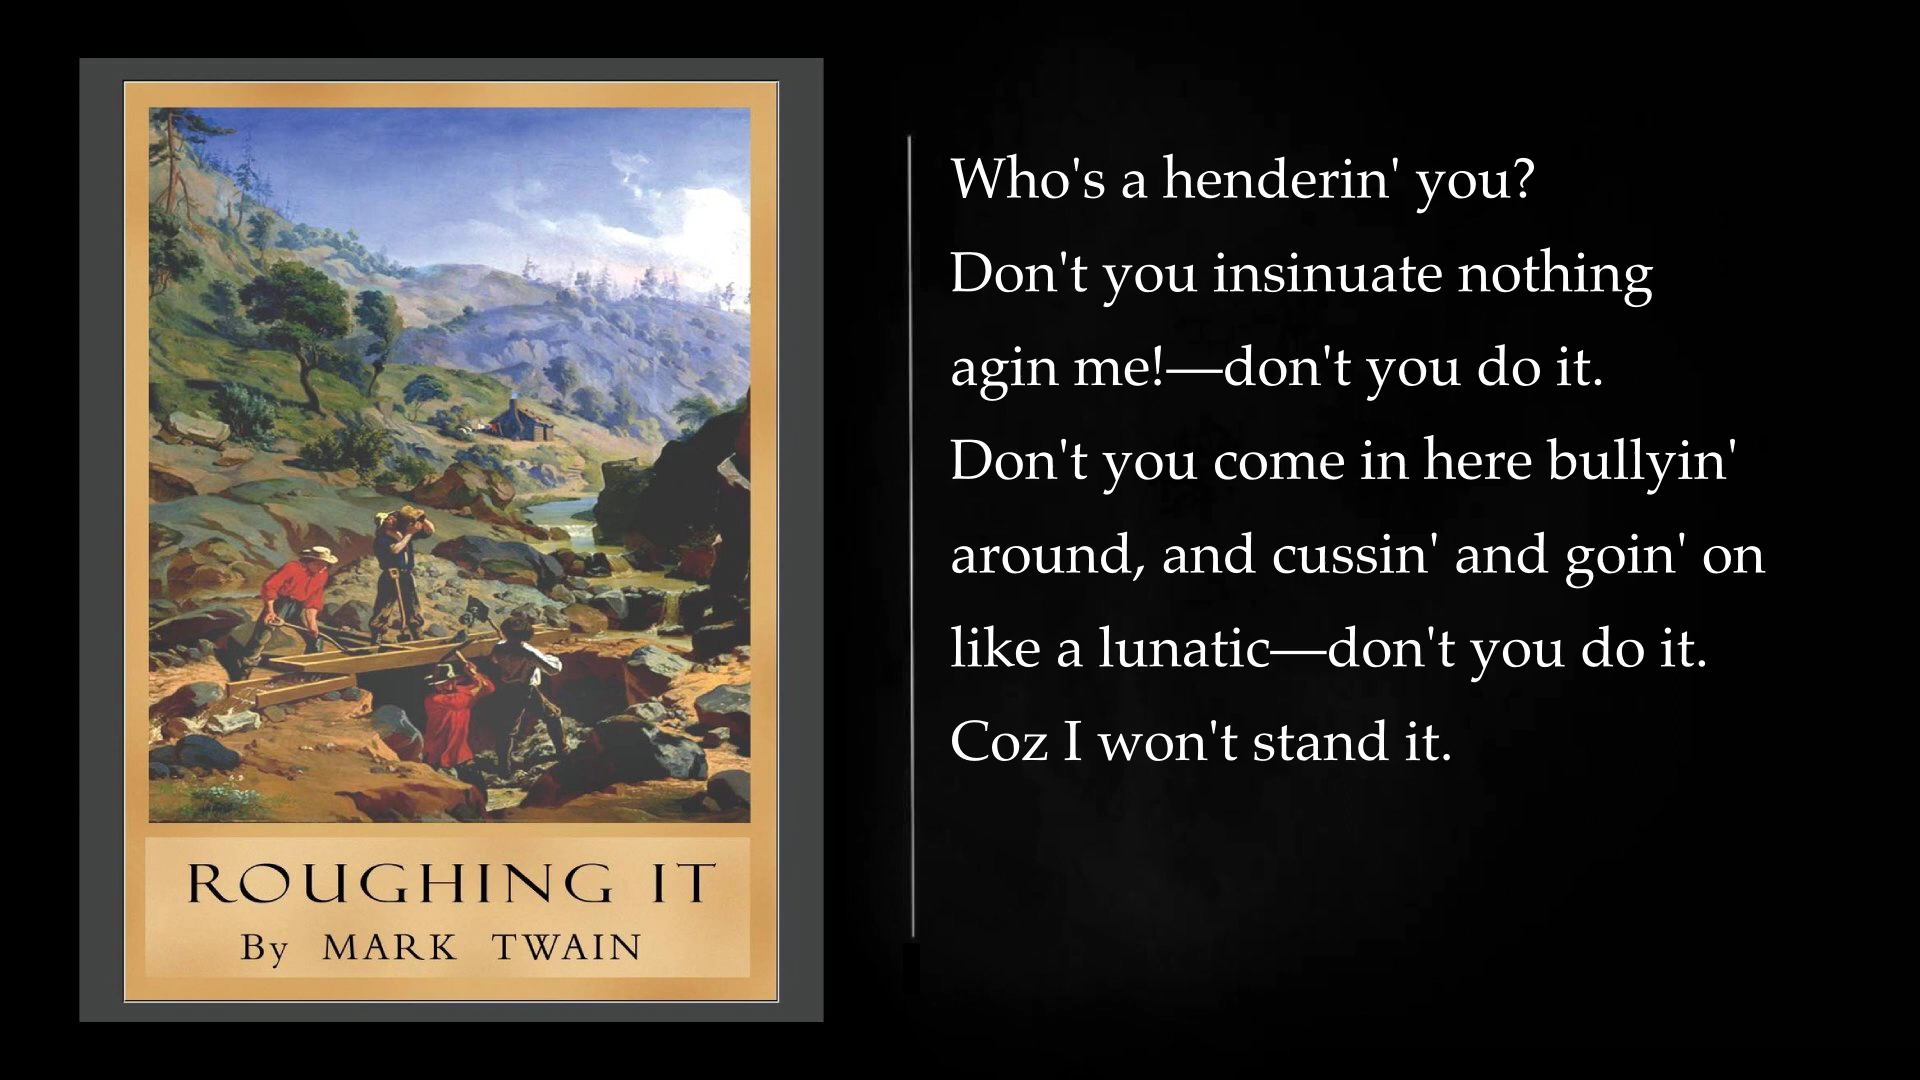 ROUGHING IT
By MARK TWAIN
Who's a henderin' you?
Don't you insinuate nothing
agin me!—don't you do it.
Don't you come in here bullyin'
around, and cussin' and goin' on
like a lunatic—don't you do it.
Coz I won't stand it.